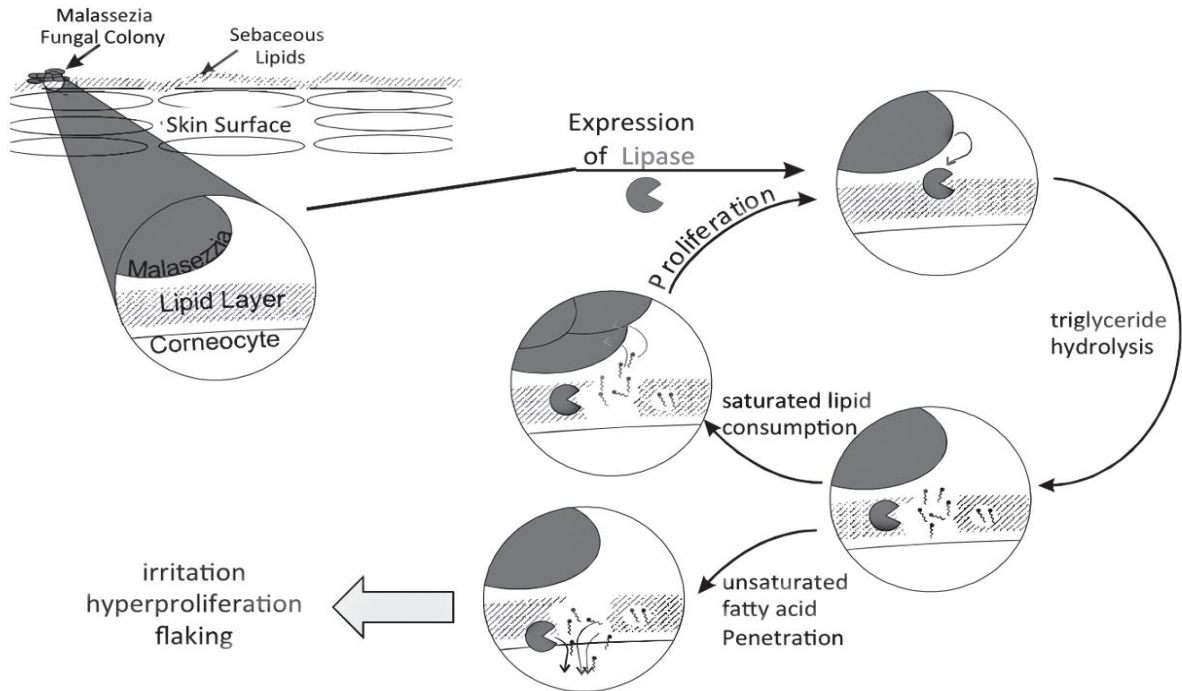 Malassezia
Fungal Colony
Sebaceous
Lipids
Skin Surface
Malasezzia
Lipid Layer
Corneocyte
Expression
of Lipase
Proliferation
triglyceride
hydrolysis
saturated lipid
consumption
unsaturated
fatty acid
Penetration
irritation
hyperproliferation
flaking